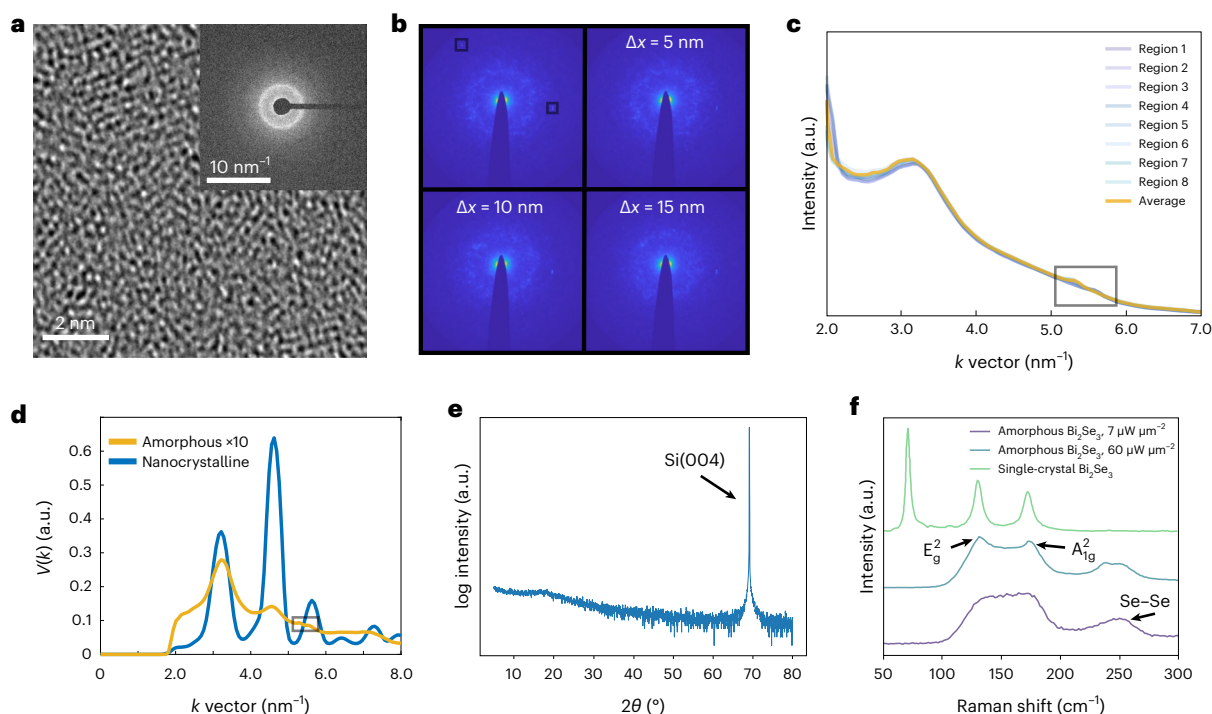 a
10 nm⁻¹
2 nm
b
Δx = 5 nm
Δx = 10 nm
Δx = 15 nm
c
Intensity (a.u.)
Region 1
Region 2
Region 3
Region 4
Region 5
Region 6
Region 7
Region 8
Average
2.0 3.0 4.0 5.0 6.0 7.0
k vector (nm⁻¹)
d
V(k) (a.u.)
0.6
0.5
0.4
0.3
0.2
0.1
0
Amorphous ×10
Nanocrystalline
0 2.0 4.0 6.0 8.0
k vector (nm⁻¹)
e
log intensity (a.u.)
Si(004)
10 20 30 40 50 60 70 80
2θ (°)
f
Intensity (a.u.)
Amorphous Bi₂Se₃, 7 μW μm⁻²
Amorphous Bi₂Se₃, 60 μW μm⁻²
Single-crystal Bi₂Se₃
E²g
A²1g
Se–Se
50 100 150 200 250 300
Raman shift (cm⁻¹)